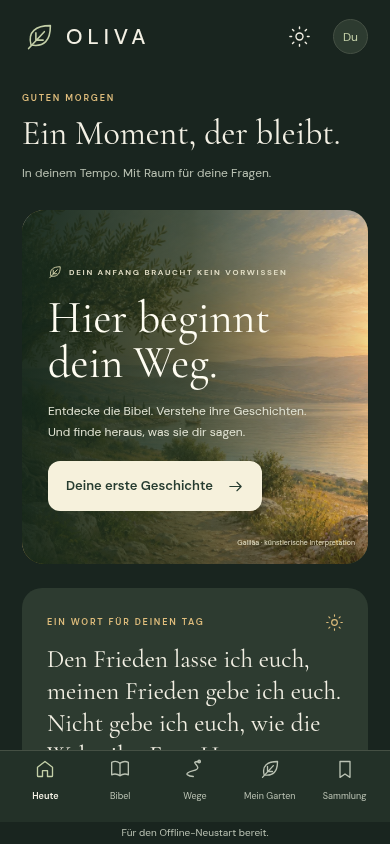 OLIVA
Du
GUTEN MORGEN
Ein Moment, der bleibt.
In deinem Tempo. Mit Raum für deine Fragen.
DEIN ANFANG BRAUCHT KEIN VORWISSEN
Hier beginnt
dein Weg.
Entdecke die Bibel. Verstehe ihre Geschichten.
Und finde heraus, was sie dir sagen.
Deine erste Geschichte →
Galiläa · künstlerische Interpretation
EIN WORT FÜR DEINEN TAG
Den Frieden lasse ich euch,
meinen Frieden gebe ich euch.
Nicht gebe ich euch, wie die
Heute
Bibel
Wege
Mein Garten
Sammlung
Für den Offline-Neustart bereit.